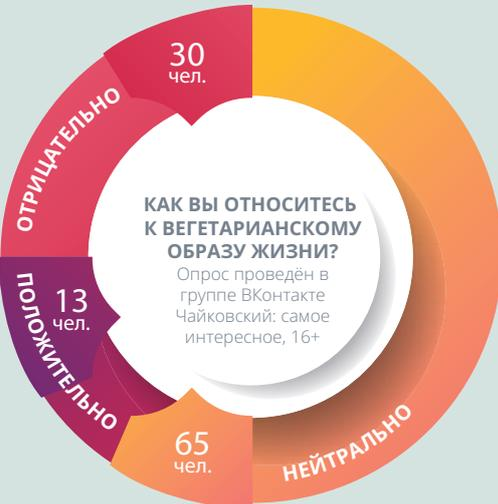 30
чел.
ОТРИЦАТЕЛЬНО
КАК ВЫ ОТНОСИТЕСЬ
К ВЕГЕТАРИАНСКОМУ
ОБРАЗУ ЖИЗНИ?
Опрос проведён в
группе ВКонтакте
Чайковский: самое
интересное, 16+
13
чел.
ПОЛОЖИТЕЛЬНО
65
чел.
НЕЙТРАЛЬНО